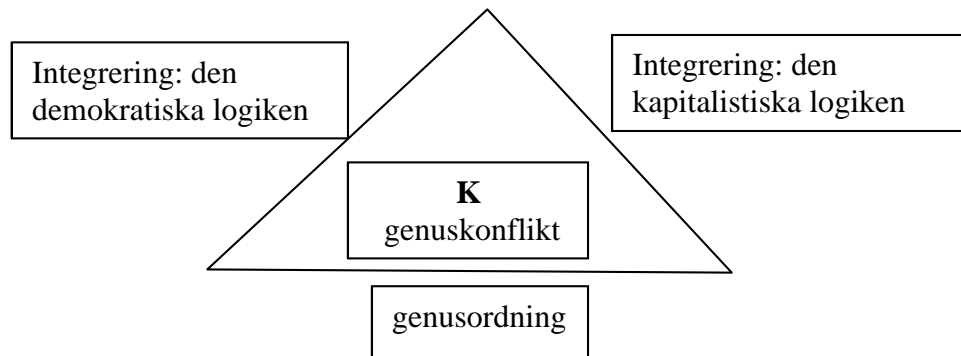 Integrering: den
demokratiska logiken
Integrering: den
kapitalistiska logiken
K
genuskonflikt
genusordning